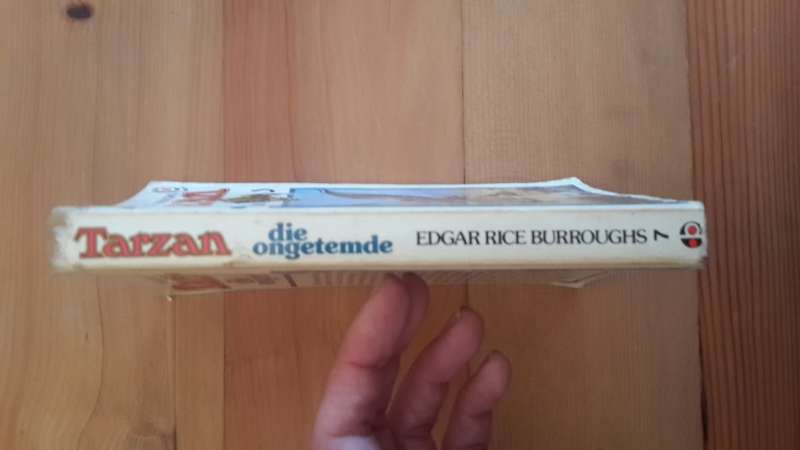 Tarzan
die
ongetemde
EDGAR RICE BURROUGHS 7